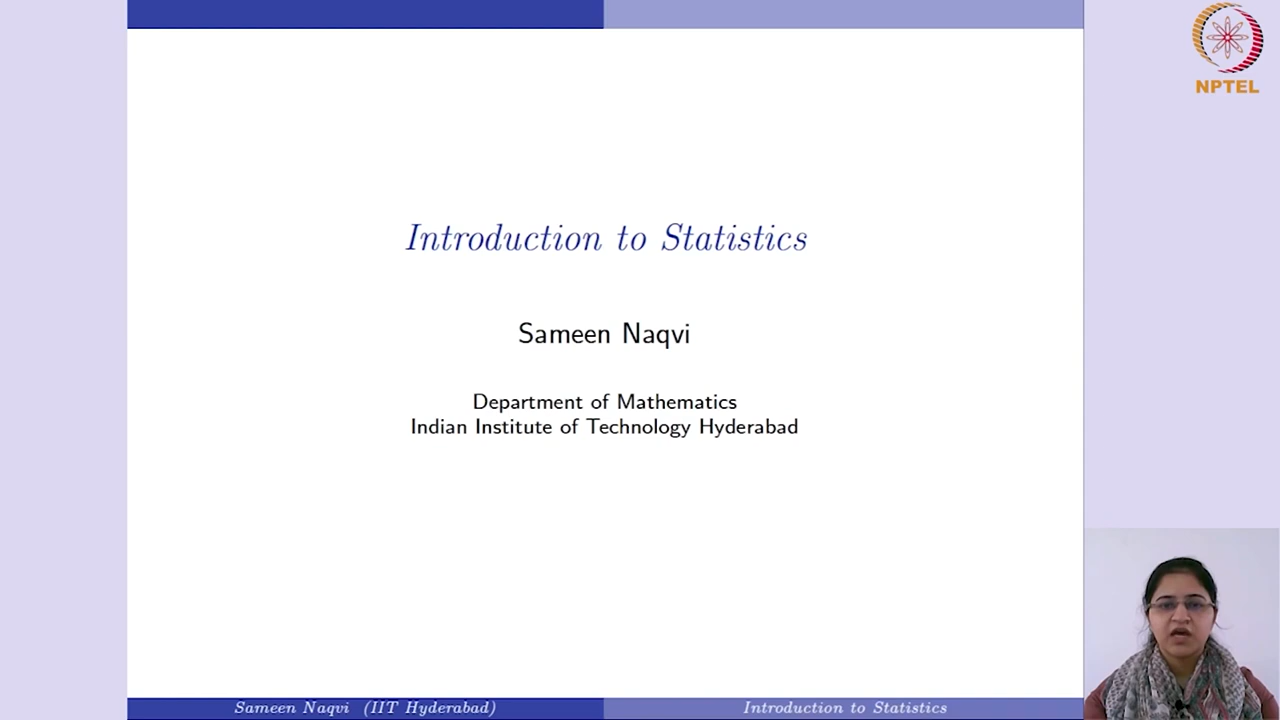 NPTEL
Introduction to Statistics
Sameen Naqvi
Department of Mathematics
Indian Institute of Technology Hyderabad
Sameen Naqvi (IIT Hyderabad)
Introduction to Statistics